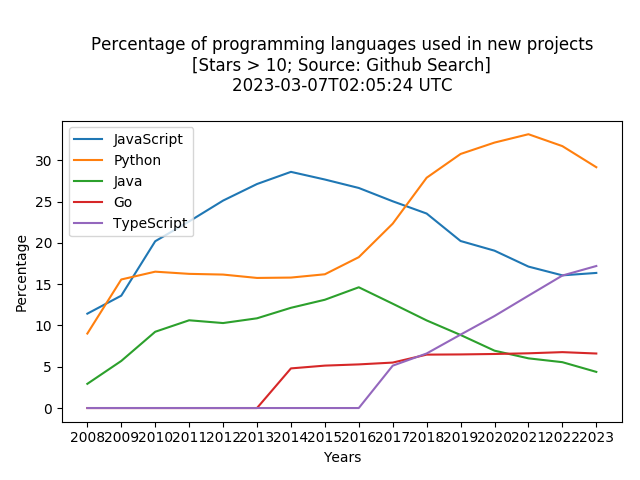 Percentage of programming languages used in new projects
[Stars > 10; Source: Github Search]
2023-03-07T02:05:24 UTC
JavaScript
Python
Java
Go
TypeScript
Percentage
30
25
20
15
10
5
0
2008 2009 2010 2011 2012 2013 2014 2015 2016 2017 2018 2019 2020 2021 2022 2023
Years